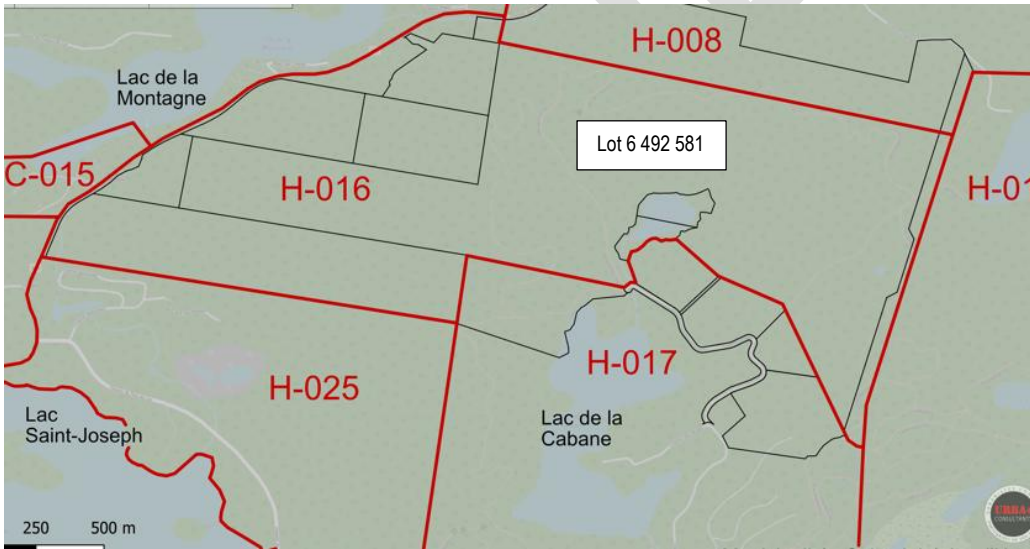 H-008
Lac de la
Montagne
Lot 6 492 581
C-015
H-016
H-01
H-017
H-025
Lac
Saint-Joseph
Lac de la
Cabane
250 500 m